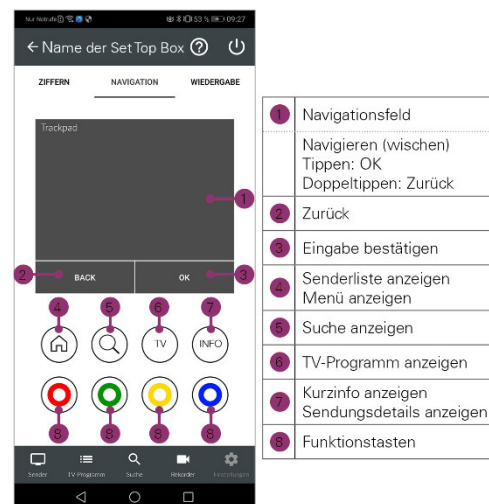 Nur Notrufe 53 % 09:27
← Name der Set Top Box ?
ZIFFERN NAVIGATION WIEDERGABE
Trackpad
1
2 BACK OK 3
4 5 6 7
TV INFO
8 8 8 8
Sender TV-Programm Suche Rekorder Einstellungen
1 Navigationsfeld
Navigieren (wischen)
Tippen: OK
Doppeltippen: Zurück
2 Zurück
3 Eingabe bestätigen
4 Senderliste anzeigen
Menü anzeigen
5 Suche anzeigen
6 TV-Programm anzeigen
7 Kurzinfo anzeigen
Sendungsdetails anzeigen
8 Funktionstasten